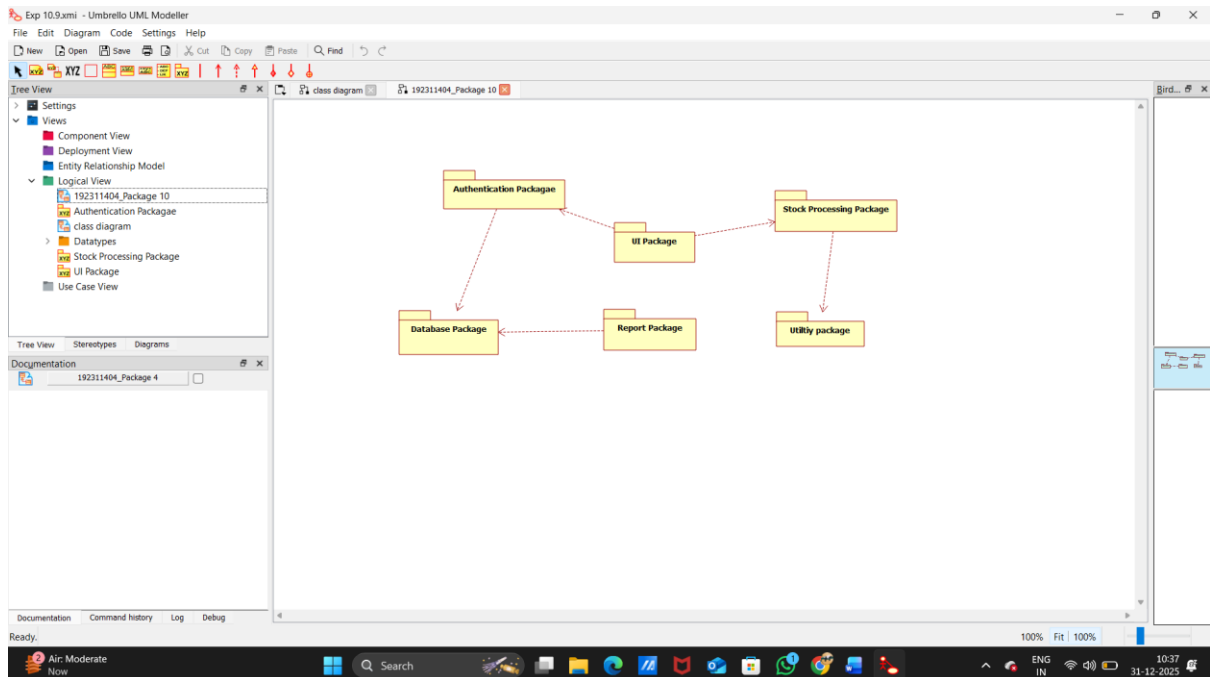 Exp 10.9.xmi - Umbrello UML Modeller
File Edit Diagram Code Settings Help
New Open Save Cut Copy Paste Find
XYZ
Tree View
class diagram
192311404_Package 10
Bird...
Settings
Views
Component View
Deployment View
Entity Relationship Model
Logical View
192311404_Package 10
Authentication Packagae
class diagram
Datatypes
Stock Processing Package
UI Package
Use Case View
Tree View Stereotypes Diagrams
Documentation
192311404_Package 4
Authentication Packagae
Stock Processing Package
UI Package
Database Package
Report Package
Utiltiy package
Documentation Command history Log Debug
Ready.
100% Fit 100%
2
Air: Moderate
Now
Search
1
ENG
IN
10:37
31-12-2025